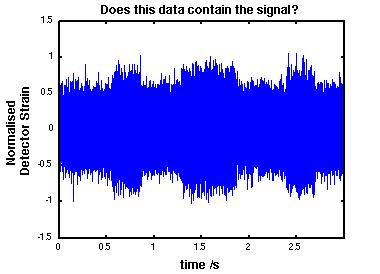 Does this data contain the signal?
1.5
1
0.5
0
-0.5
-1
-1.5
Normalised
Detector Strain
0 0.5 1 1.5 2 2.5
time /s